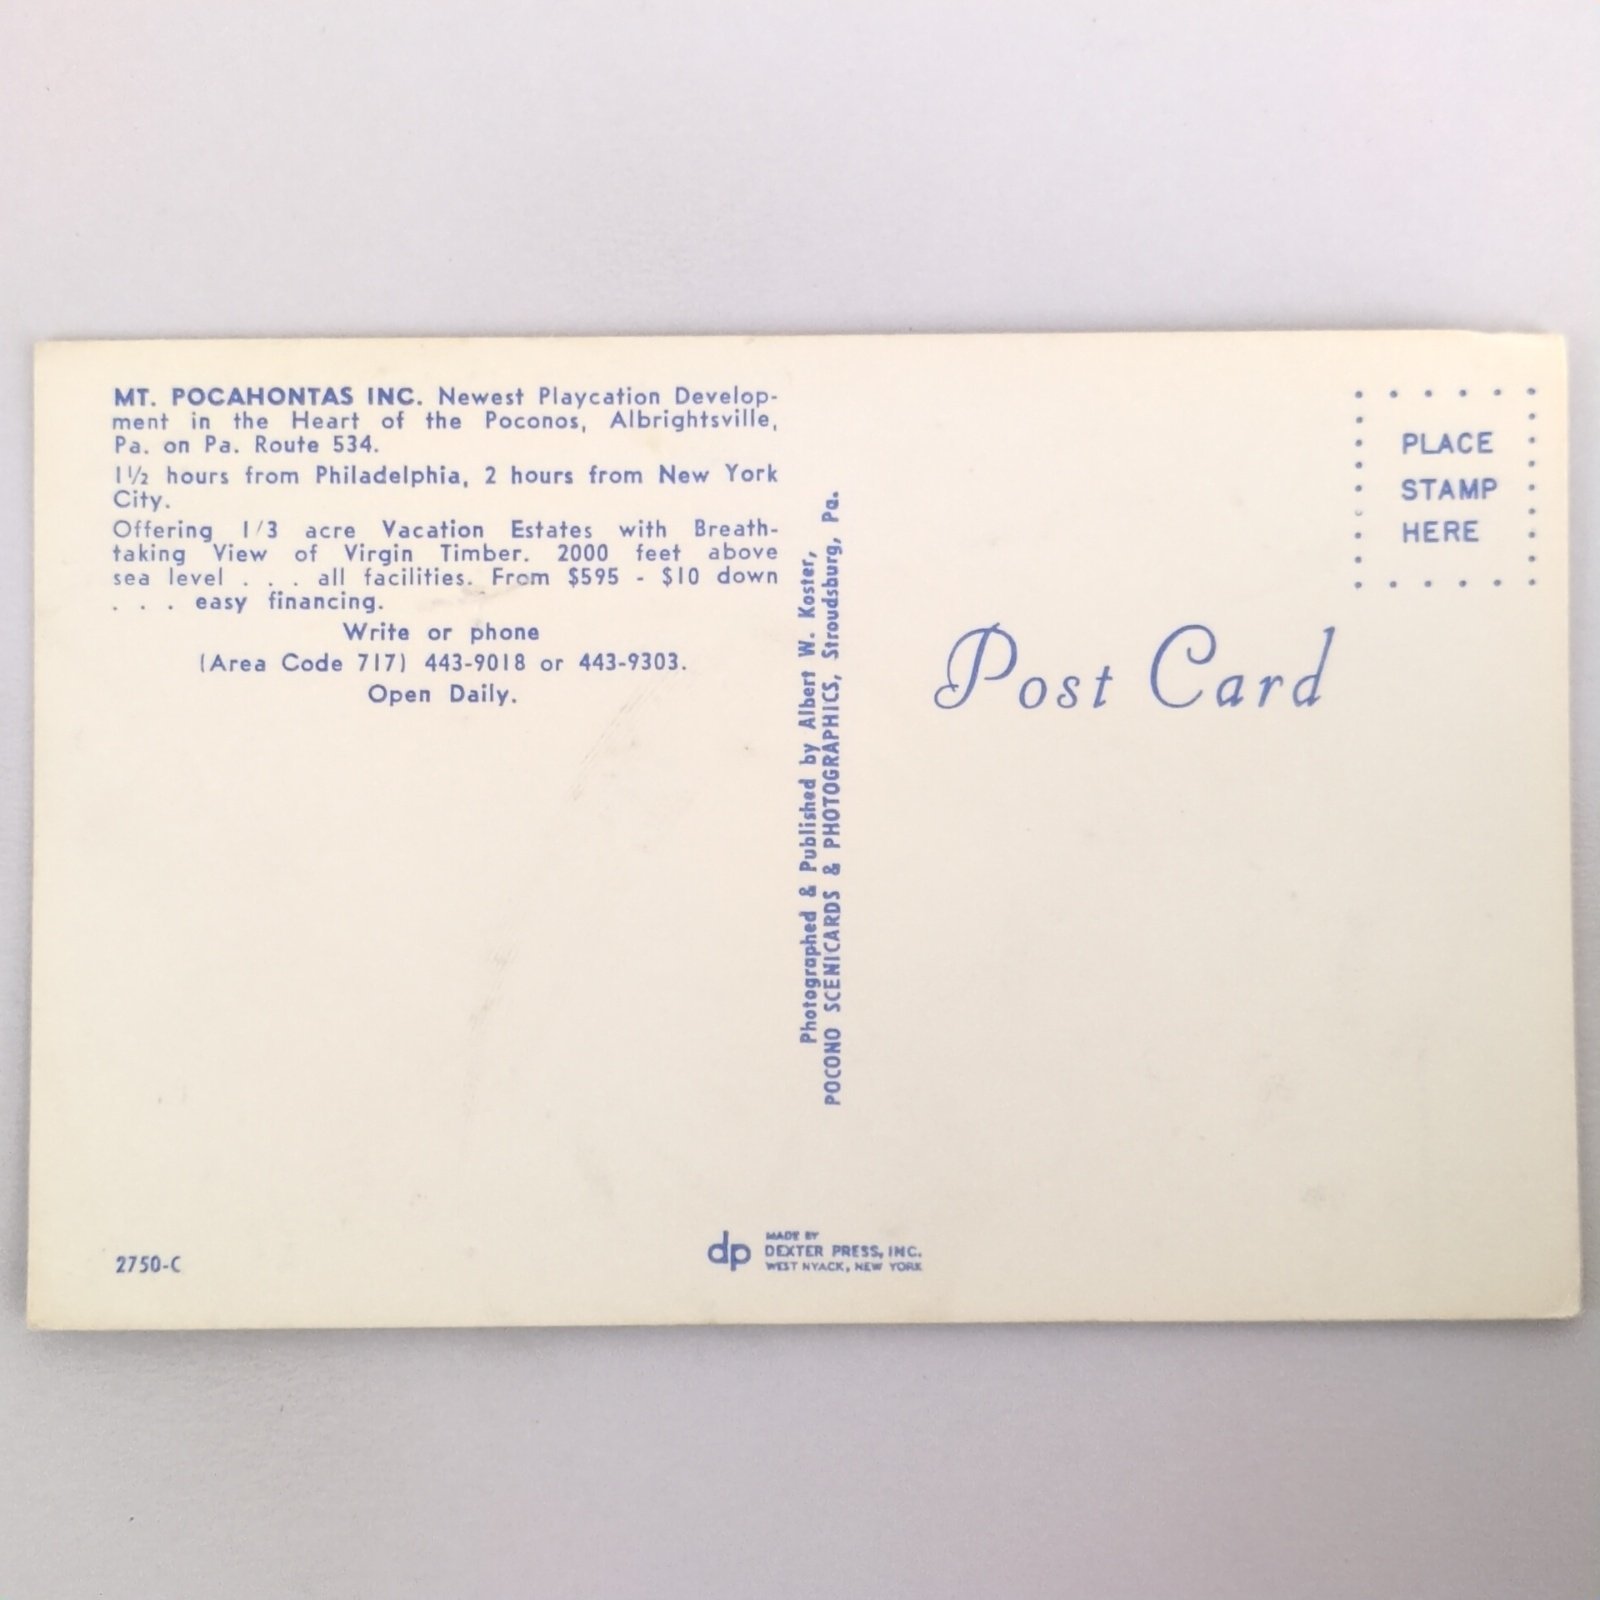 MT. POCAHONTAS INC. Newest Playcation Develop-
ment in the Heart of the Poconos, Albrightsville,
Pa. on Pa. Route 534.
1½ hours from Philadelphia, 2 hours from New York
City.
Offering 1/3 acre Vacation Estates with Breath-
taking View of Virgin Timber. 2000 feet above
sea level . . . all facilities. From $595 - $10 down
. . . easy financing.
Write or phone
(Area Code 717) 443-9018 or 443-9303.
Open Daily.
2750-C
Photographed & Published by Albert W. Koster,
POCONO SCENICARDS & PHOTOGRAPHICS, Stroudsburg, Pa.
dp
MADE BY
DEXTER PRESS, INC.
WEST NYACK, NEW YORK
PLACE
STAMP
HERE
Post Card